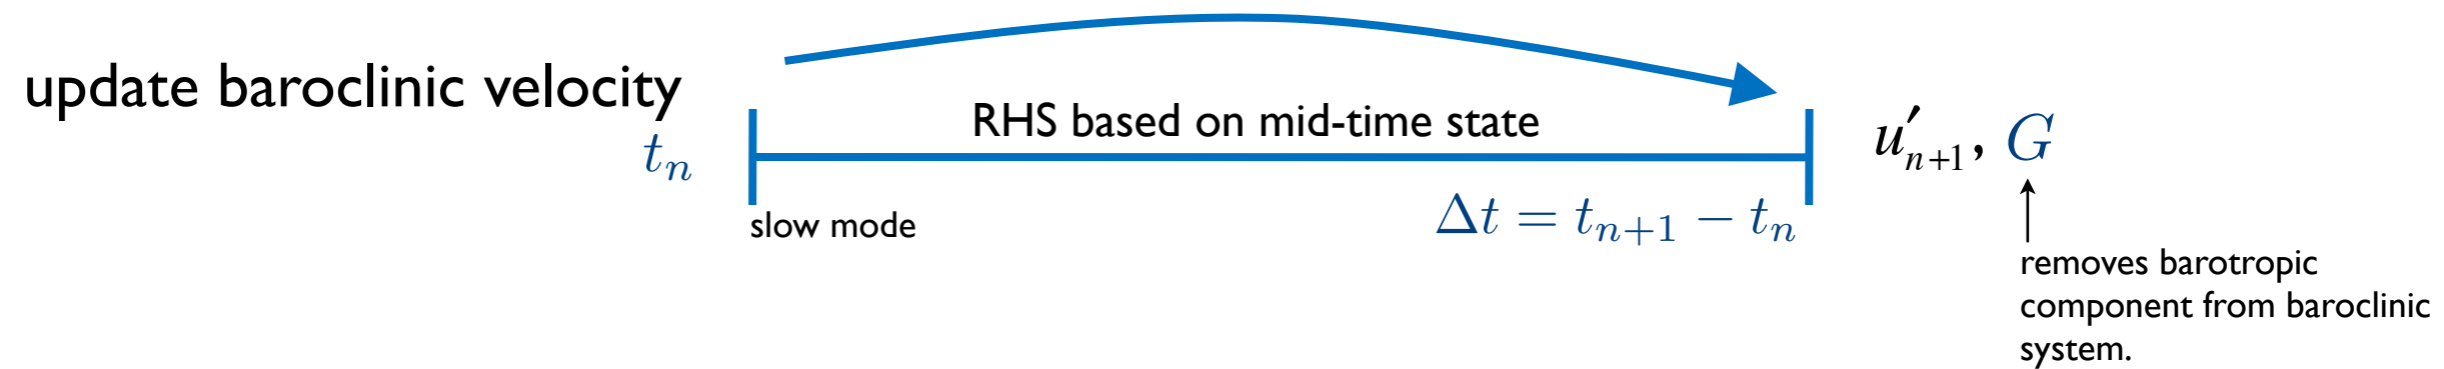 update baroclinic velocity
RHS based on mid-time state
tₙ
u′ₙ₊₁, G
slow mode
Δt = tₙ₊₁ − tₙ
removes barotropic
component from baroclinic
system.